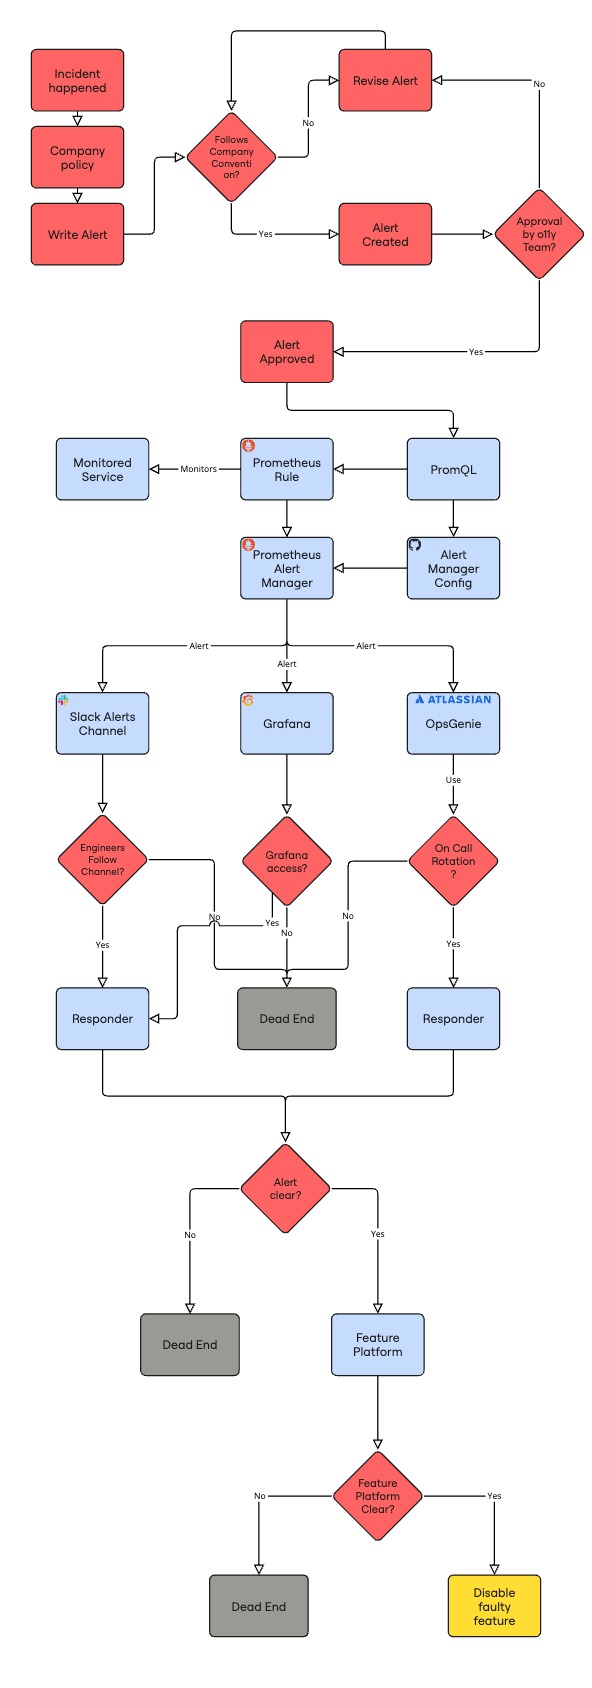 Incident
happened
Revise Alert
No
No
Company
policy
Follows
Company
Conventi
on?
Write Alert
Yes
Alert
Created
Approval
by o11y
Team?
Alert
Approved
Yes
Monitored
Service
Monitors
Prometheus
Rule
PromQL
Prometheus
Alert
Manager
Alert
Manager
Config
Alert
Alert
Alert
Slack Alerts
Channel
Grafana
ATLASSIAN
OpsGenie
Use
Engineers
Follow
Channel?
Grafana
access?
On Call
Rotation
?
No
Yes
No
No
Yes
Yes
Responder
Dead End
Responder
Alert
clear?
No
Yes
Dead End
Feature
Platform
Feature
Platform
Clear?
No
Yes
Dead End
Disable
faulty
feature